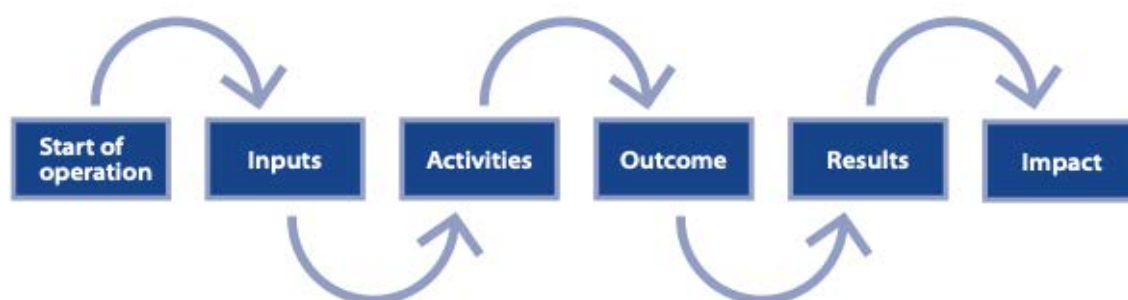 Start of
operation
Inputs
Activities
Outcome
Results
Impact